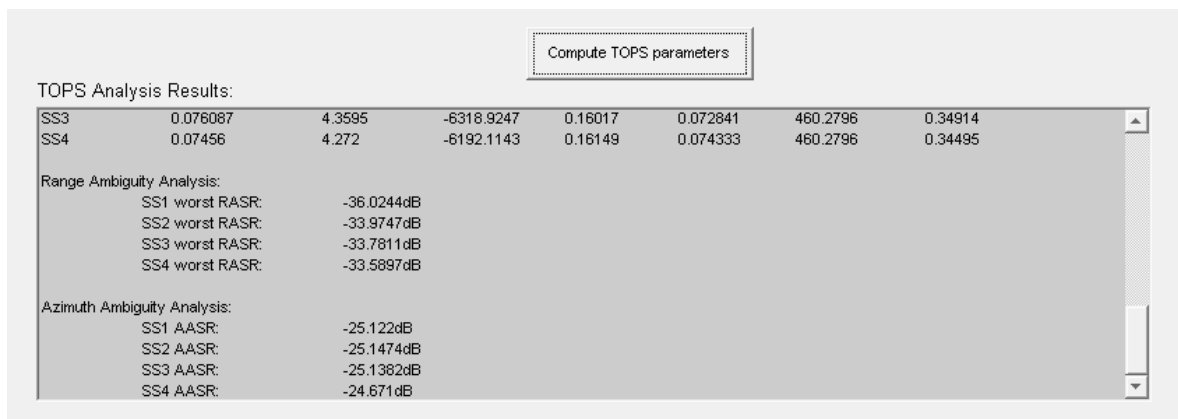 Compute TOPS parameters
TOPS Analysis Results:
SS3 0.076087 4.3595 -6318.9247 0.16017 0.072841 460.2796 0.34914
SS4 0.07456 4.272 -6192.1143 0.16149 0.074333 460.2796 0.34495
Range Ambiguity Analysis:
SS1 worst RASR: -36.0244dB
SS2 worst RASR: -33.9747dB
SS3 worst RASR: -33.7811dB
SS4 worst RASR: -33.5897dB
Azimuth Ambiguity Analysis:
SS1 AASR: -25.122dB
SS2 AASR: -25.1474dB
SS3 AASR: -25.1382dB
SS4 AASR: -24.671dB